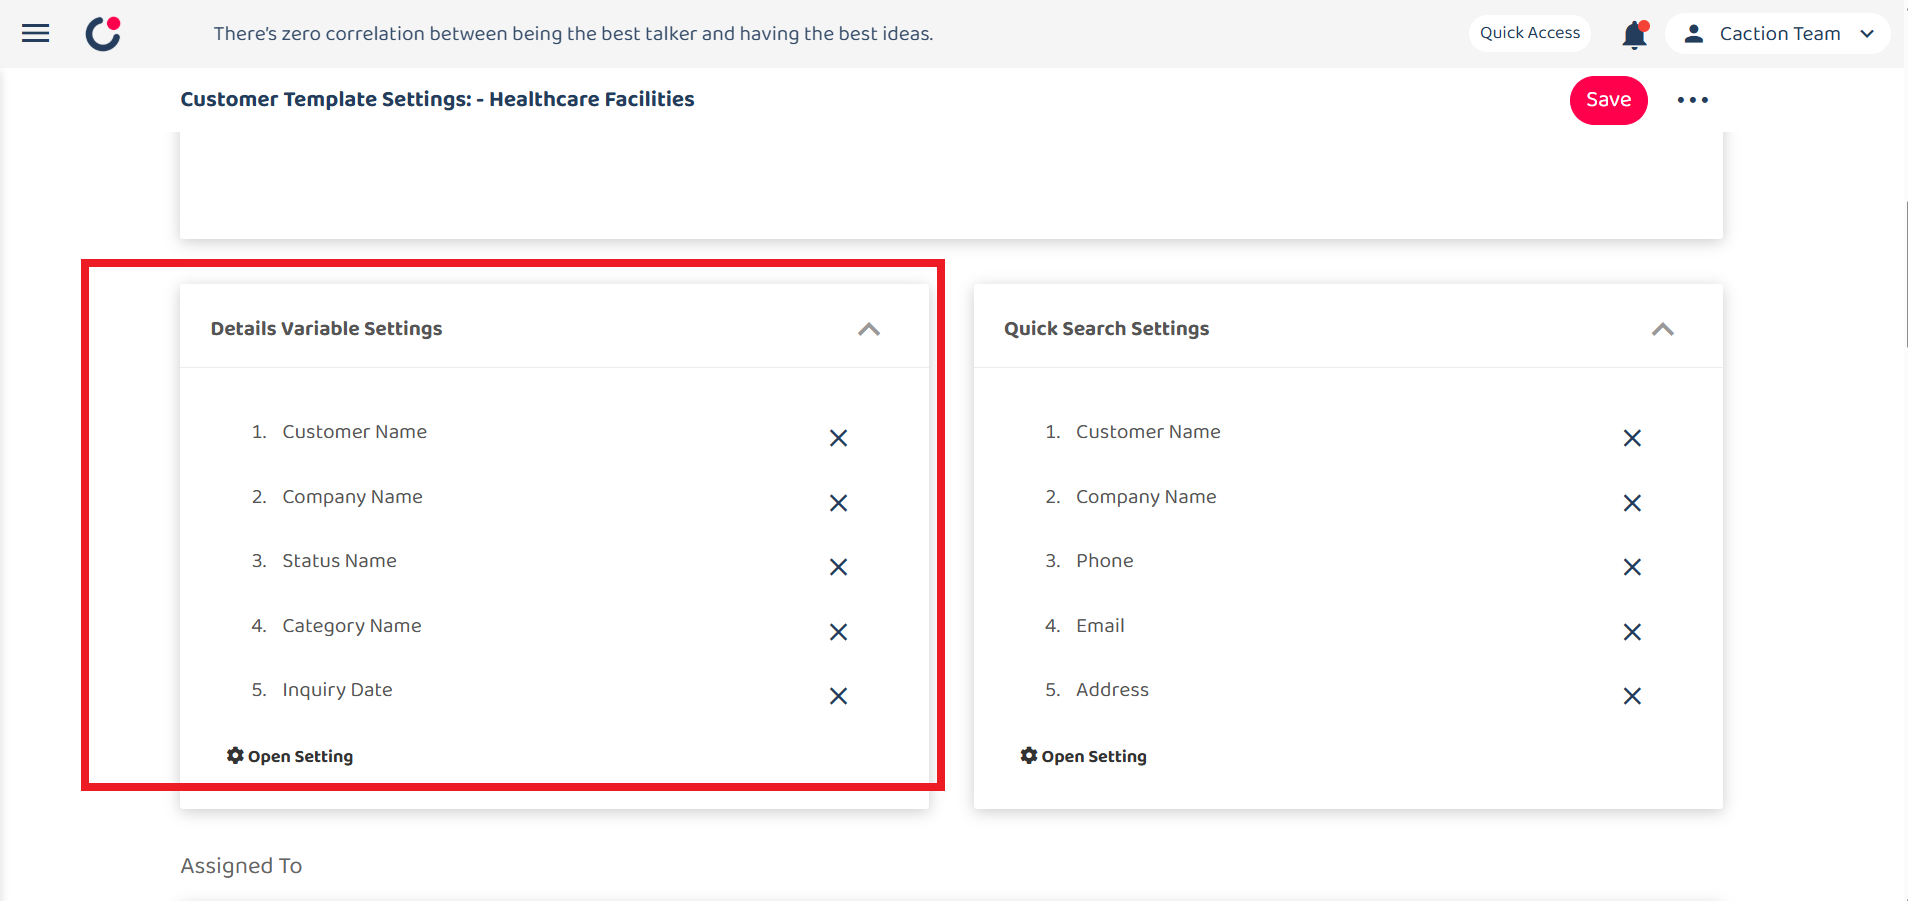 There's zero correlation between being the best talker and having the best ideas.
Quick Access
Caction Team
Customer Template Settings: - Healthcare Facilities
Save
Details Variable Settings
1. Customer Name
2. Company Name
3. Status Name
4. Category Name
5. Inquiry Date
Open Setting
Quick Search Settings
1. Customer Name
2. Company Name
3. Phone
4. Email
5. Address
Open Setting
Assigned To